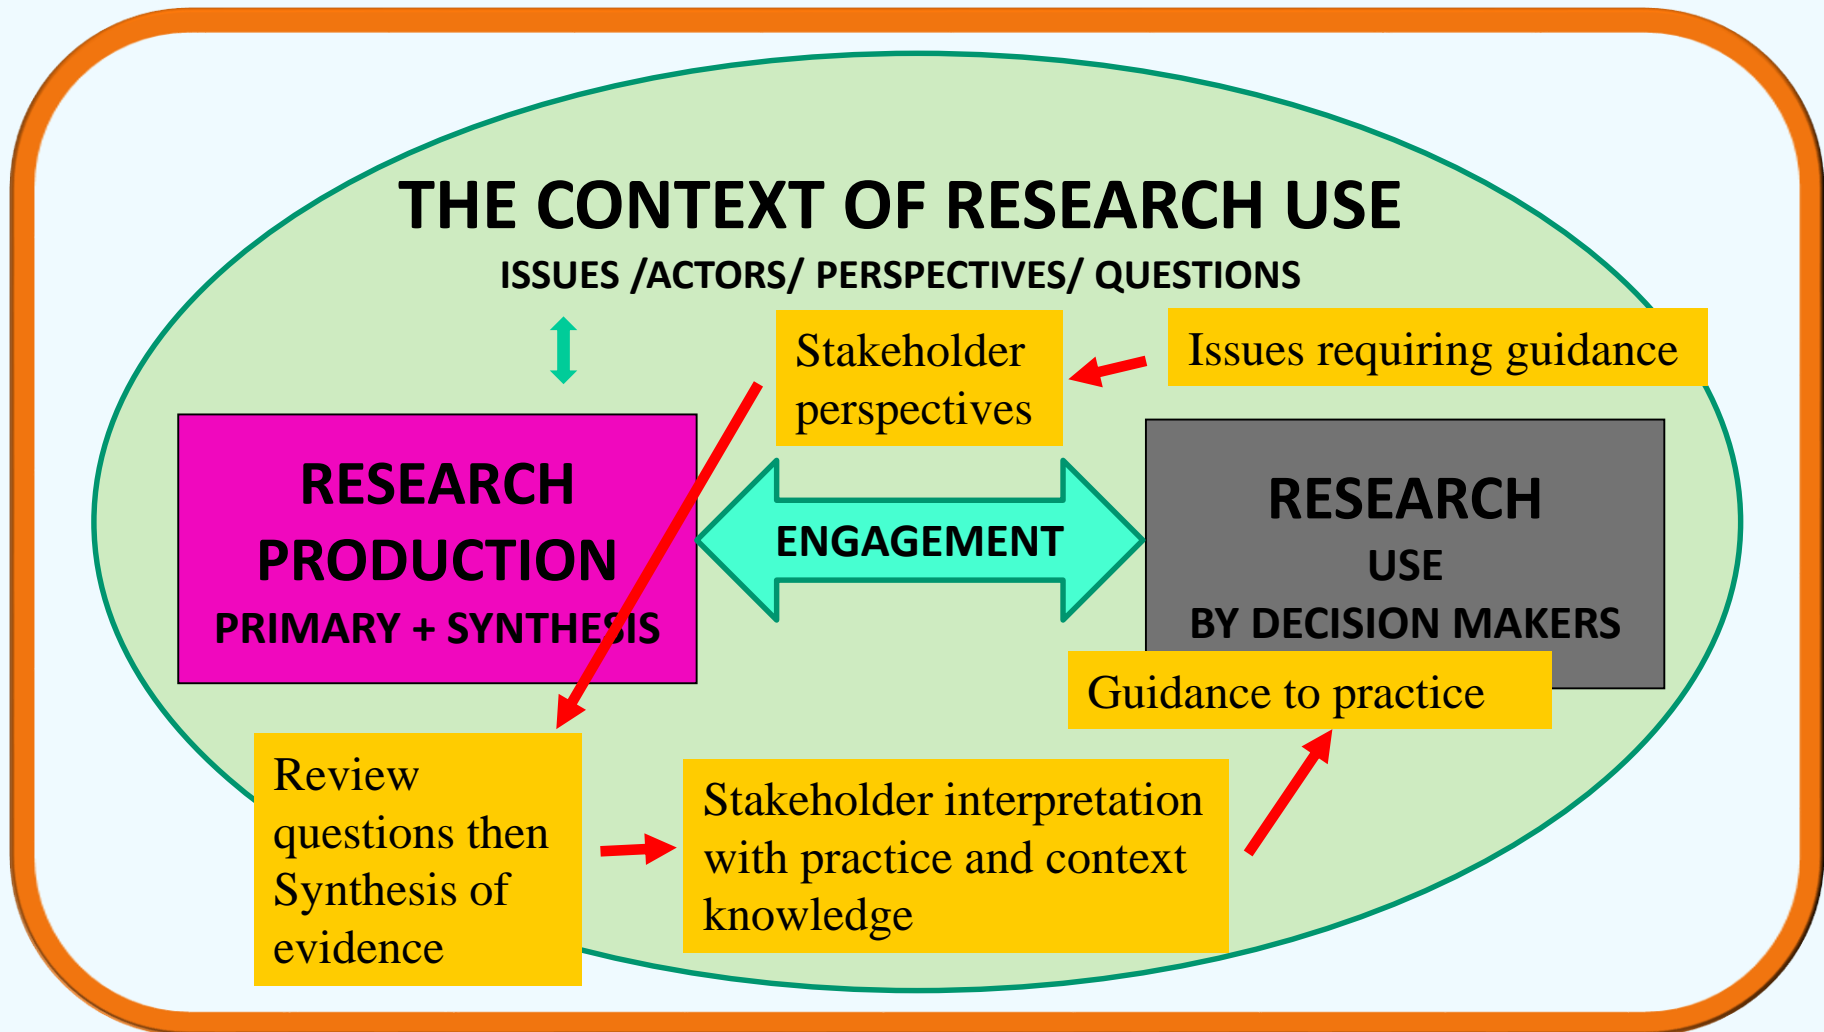 THE CONTEXT OF RESEARCH USE
ISSUES /ACTORS/ PERSPECTIVES/ QUESTIONS
Stakeholder
perspectives
Issues requiring guidance
RESEARCH
PRODUCTION
PRIMARY + SYNTHESIS
ENGAGEMENT
RESEARCH
USE
BY DECISION MAKERS
Guidance to practice
Review
questions then
Synthesis of
evidence
Stakeholder interpretation
with practice and context
knowledge